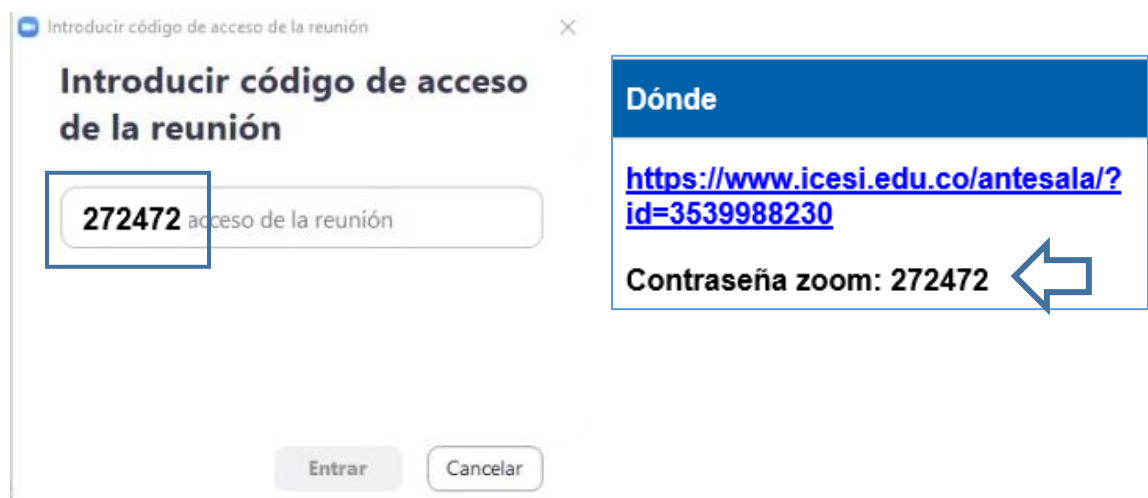 Introducir código de acceso de la reunión
Introducir código de acceso
de la reunión
272472 acceso de la reunión
Entrar
Cancelar
Dónde
https://www.icesi.edu.co/antesala/?
id=3539988230
Contraseña zoom: 272472